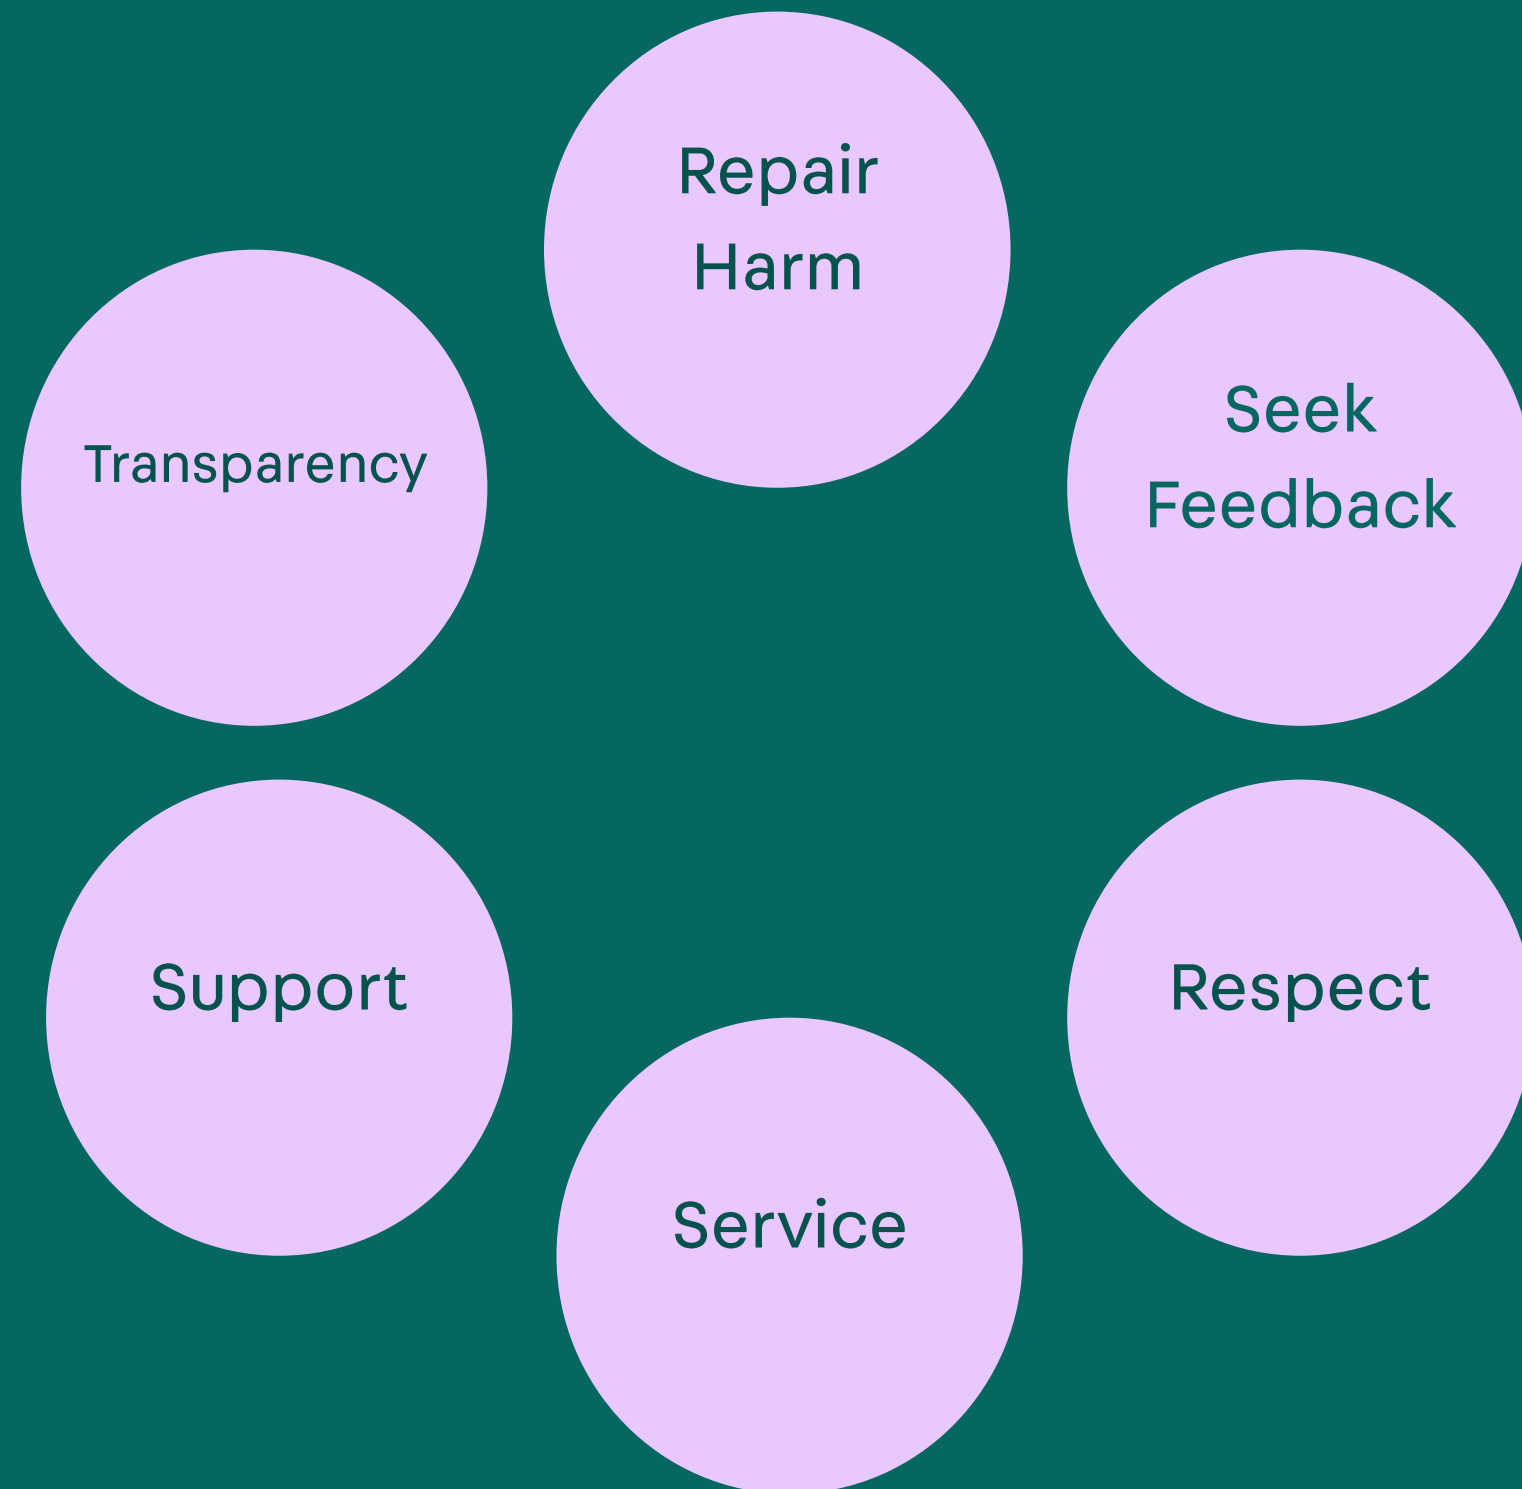 Repair
Harm
Transparency
Seek
Feedback
Support
Respect
Service